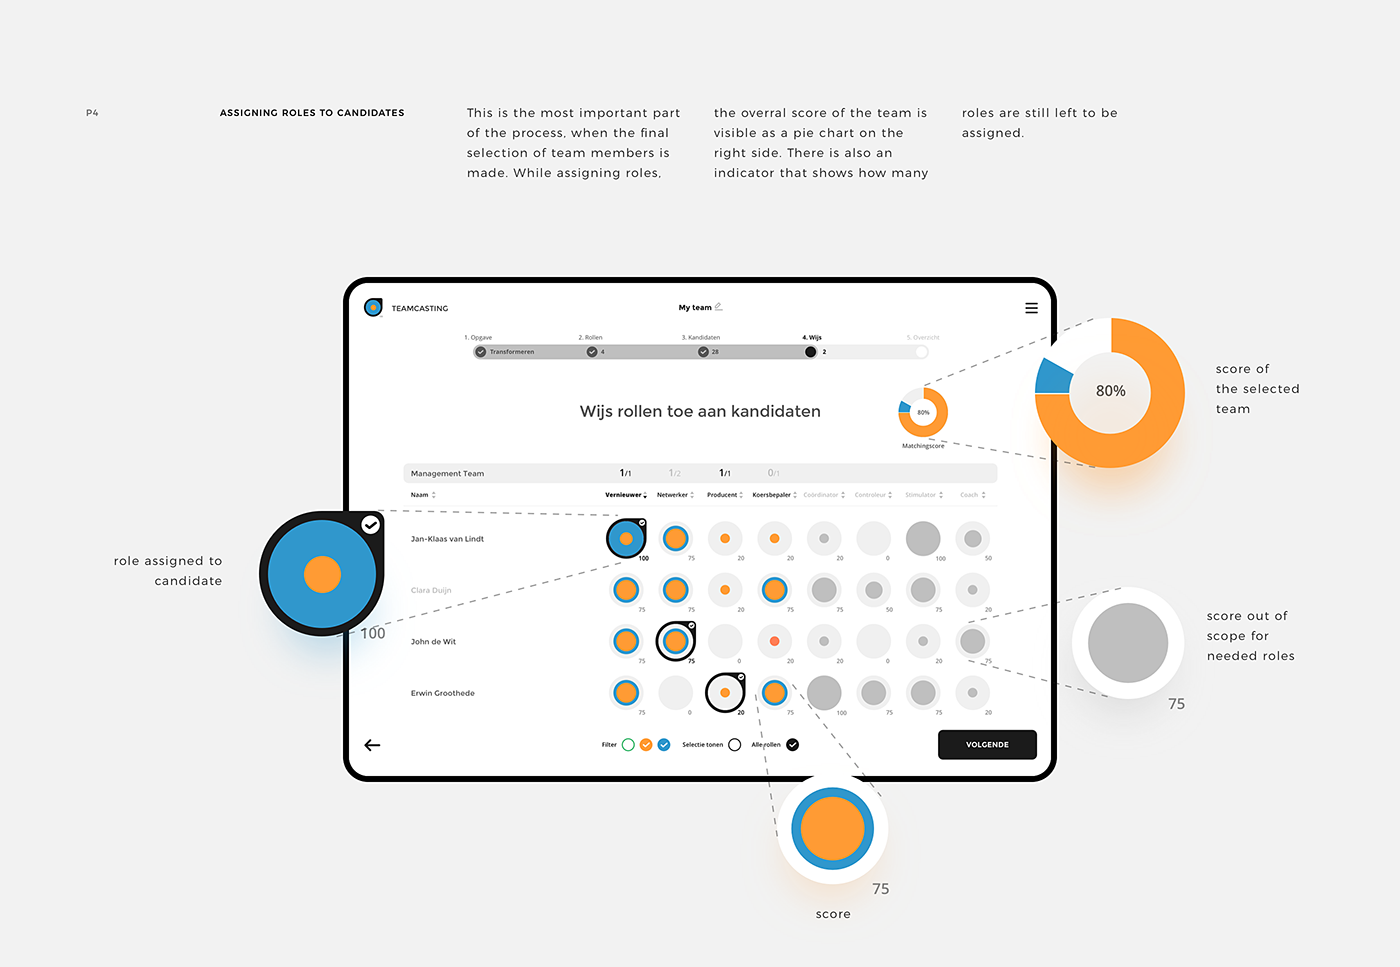 P4
ASSIGNING ROLES TO CANDIDATES
This is the most important part
of the process, when the final
selection of team members is
made. While assigning roles,
the overral score of the team is
visible as a pie chart on the
right side. There is also an
indicator that shows how many
roles are still left to be
assigned.
TEAMCASTING
My team
1. Opgave 2. Rollen 3. Kandidaten 4. Wijs 5. Overzicht
Transformeren 4 28 2
Wijs rollen toe aan kandidaten
80%
Matchingscore
80%
score of
the selected
team
Management Team 1/1 1/2 1/1 0/1
Naam Vernieuwer Netwerker Producent Koersbepaler Coördinator Controleur Stimulator Coach
Jan-Klaas van Lindt
100 75 20 20 20 0 100 50
Clara Duijn
75 75 20 75 75 50 75 20
John de Wit
75 75 0 20 20 0 20 75
Erwin Groothede
75 0 20 75 100 75 75 20
role assigned to
candidate
100
score out of
scope for
needed roles
75
Filter Selectie tonen Alle rollen
VOLGENDE
75
score